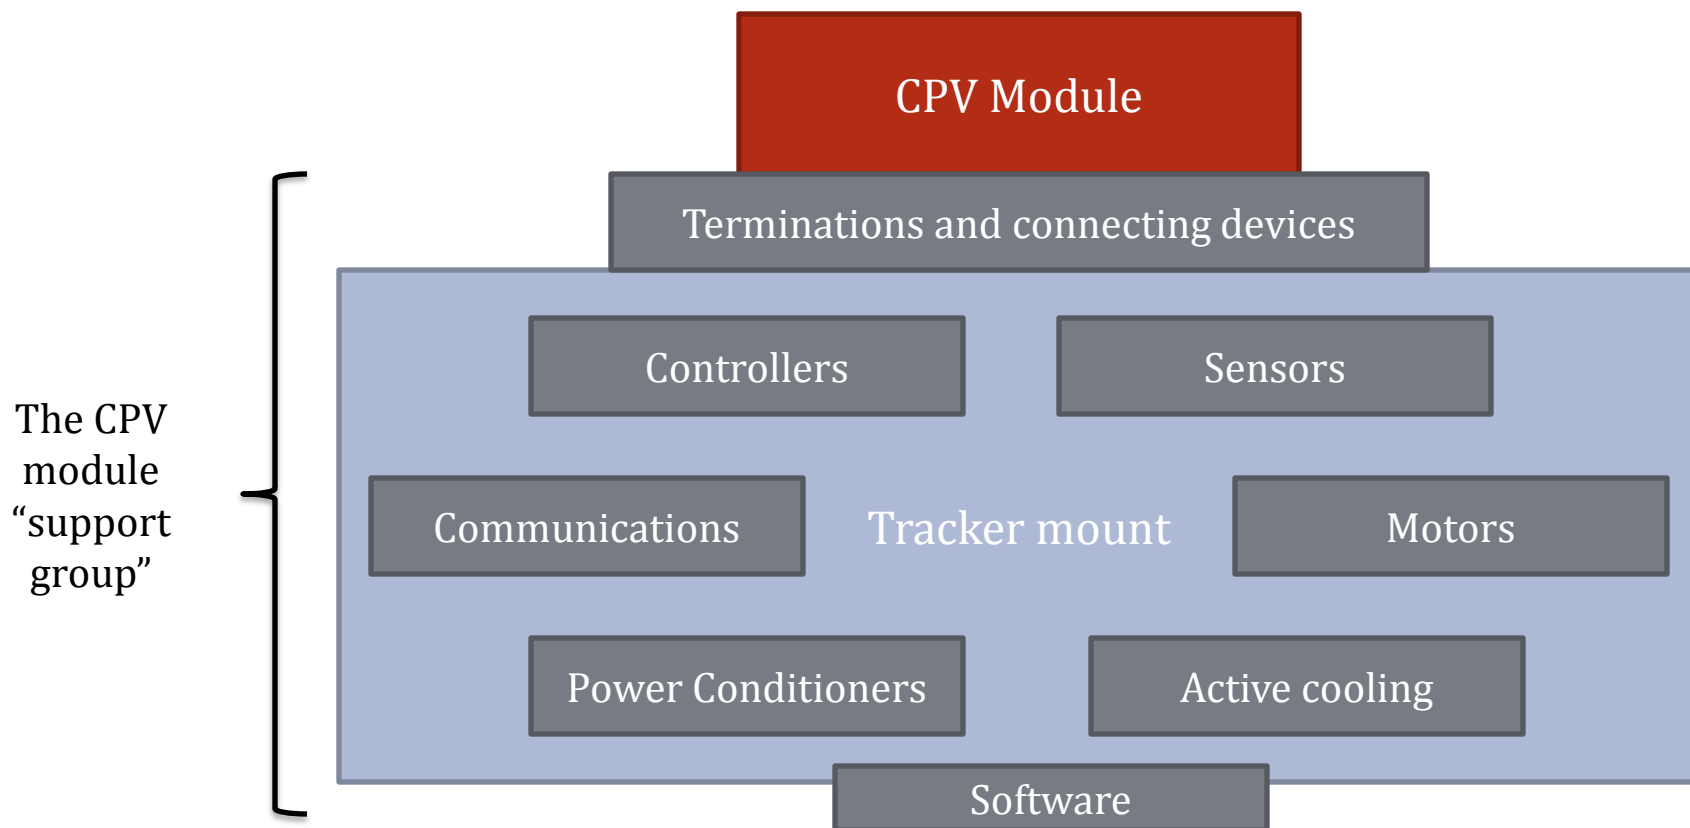 CPV Module
Terminations and connecting devices
Controllers
Sensors
The CPV
module
“support
group”
Communications
Tracker mount
Motors
Power Conditioners
Active cooling
Software